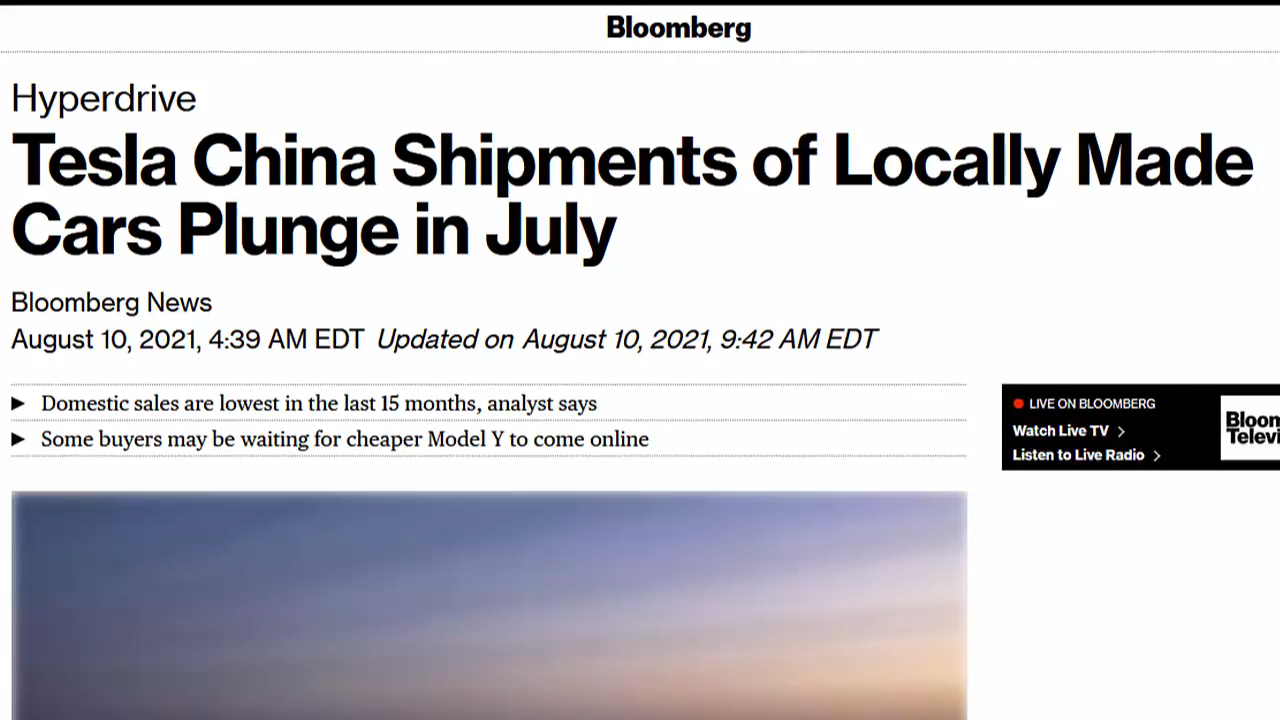 Bloomberg
Hyperdrive
Tesla China Shipments of Locally Made
Cars Plunge in July
Bloomberg News
August 10, 2021, 4:39 AM EDT Updated on August 10, 2021, 9:42 AM EDT
▶ Domestic sales are lowest in the last 15 months, analyst says
▶ Some buyers may be waiting for cheaper Model Y to come online
LIVE ON BLOOMBERG
Watch Live TV >
Listen to Live Radio >
Bloom
Televi